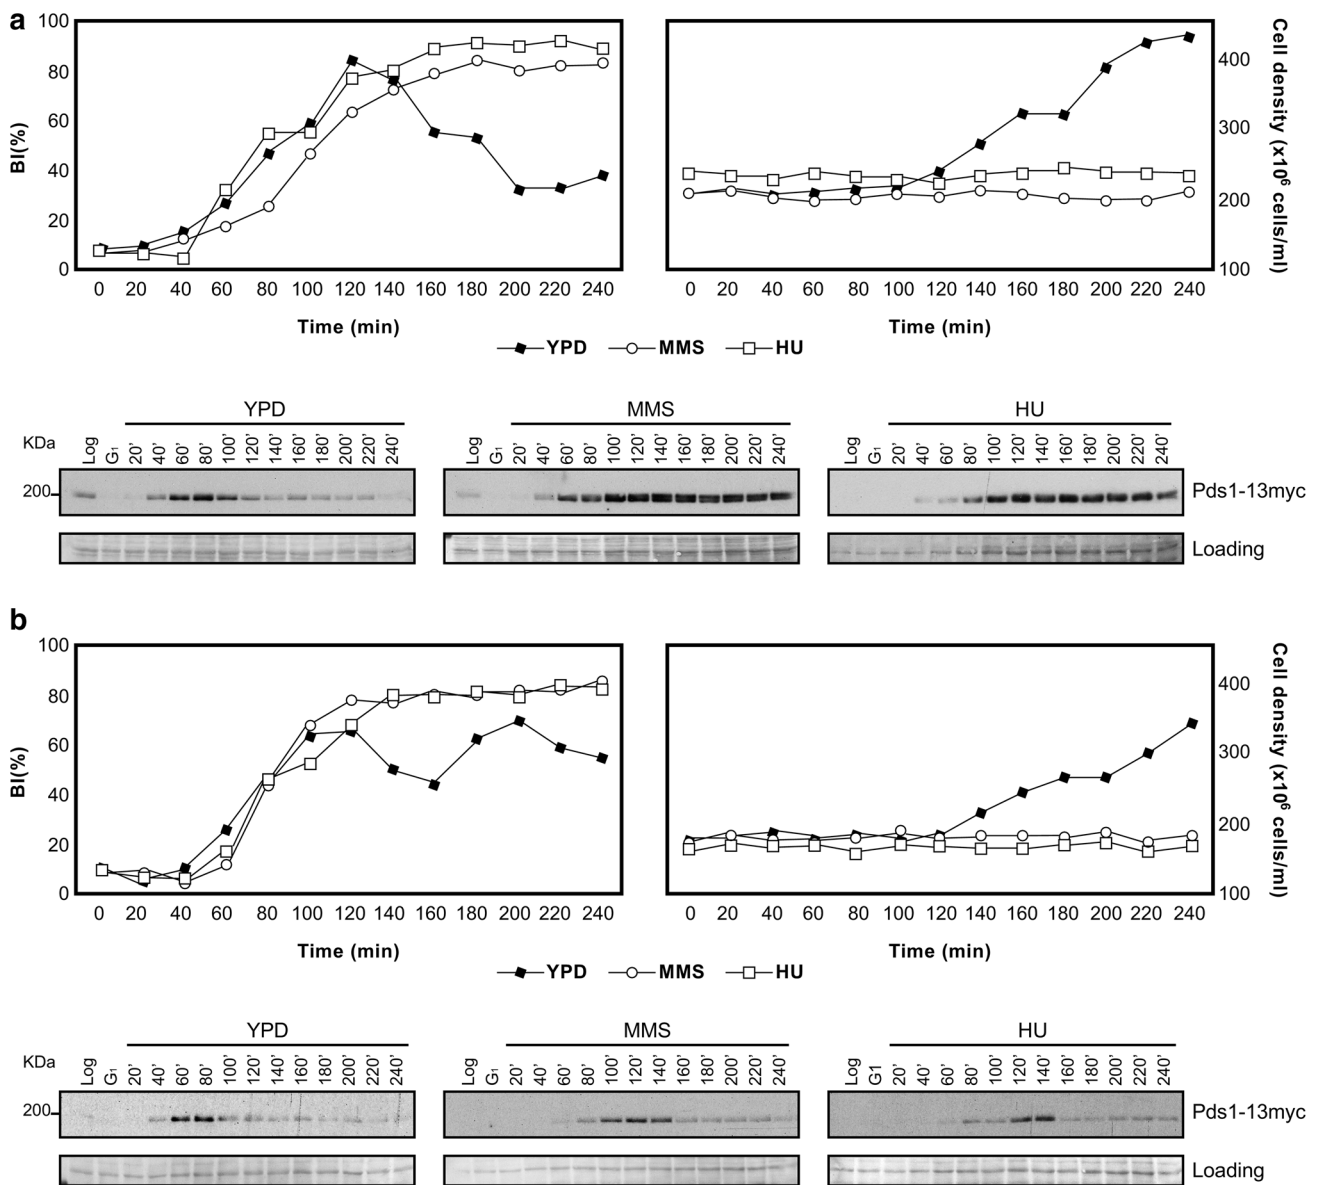 a
BI(%)
100
80
60
40
20
0
0 20 40 60 80 100 120 140 160 180 200 220 240
Time (min)
400
300
200
100
Cell density (x10⁶ cells/ml)
0 20 40 60 80 100 120 140 160 180 200 220 240
Time (min)
YPD MMS HU
YPD MMS HU
KDa Log G₁ 20' 40' 60' 80' 100' 120' 140' 160' 180' 200' 220' 240' Log G₁ 20' 40' 60' 80' 100' 120' 140' 160' 180' 200' 220' 240' Log G₁ 20' 40' 60' 80' 100' 120' 140' 160' 180' 200' 220' 240'
200 Pds1-13myc
Loading
b
BI(%)
100
80
60
40
20
0
0 20 40 60 80 100 120 140 160 180 200 220 240
Time (min)
400
300
200
100
Cell density (x10⁶ cells/ml)
0 20 40 60 80 100 120 140 160 180 200 220 240
Time (min)
YPD MMS HU
YPD MMS HU
KDa Log G₁ 20' 40' 60' 80' 100' 120' 140' 160' 180' 200' 220' 240' Log G₁ 20' 40' 60' 80' 100' 120' 140' 160' 180' 200' 220' 240' Log G1 20' 40' 60' 80' 100' 120' 140' 160' 180' 200' 220' 240'
200 Pds1-13myc
Loading